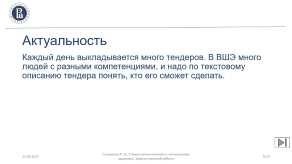 Актуальность
Каждый день выкладывается много тендеров. В ВШЭ много
людей с разными компетенциями, и надо по текстовому
описанию тендера понять, кто его сможет сделать.